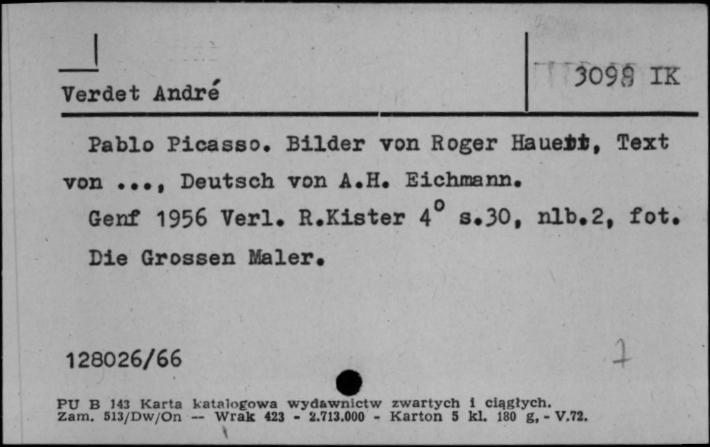 3098 IK
Verdet André
Pablo Picasso. Bilder von Roger Hauert, Text
von ..., Deutsch von A.H. Eichmann.
Genf 1956 Verl. R.Kister 4° s.30, nlb.2, fot.
Die Grossen Maler.
128026/66
7
PU B 143 Karta katalogowa wydawnictw zwartych i ciągłych.
Zam. 513/Dw/On — Wrak 423 - 2.713.000 - Karton 5 kl. 180 g, - V.72.